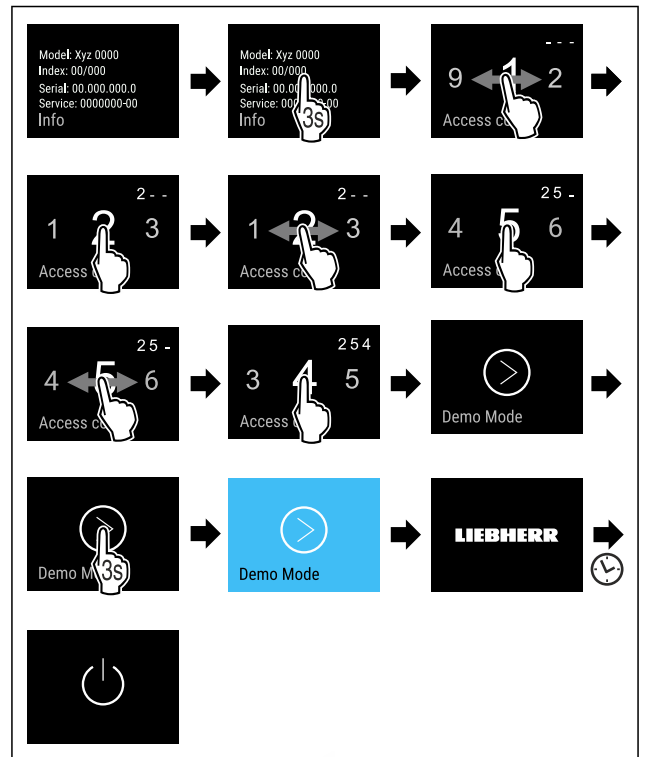 Model: Xyz 0000
Index: 00/000
Serial: 00.000.000.0
Service: 0000000-00
Info
Model: Xyz 0000
Index: 00/000
Serial: 00.0 000.0
Service: 000 -00
Info
3s
- - -
9 1 2
Access c
2 - -
1 2 3
Access c
2 - -
1 2 3
Access c
2 5 -
4 5 6
Access c
2 5 -
4 5 6
Access c
2 5 4
3 4 5
Access
Demo Mode
Demo M
3s
Demo Mode
LIEBHERR